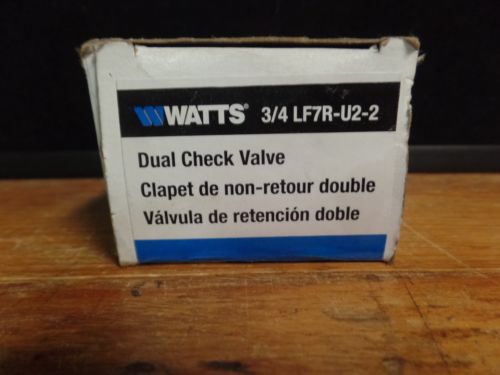 WATTS® 3/4 LF7R-U2-2
Dual Check Valve
Clapet de non-retour double
Válvula de retención doble